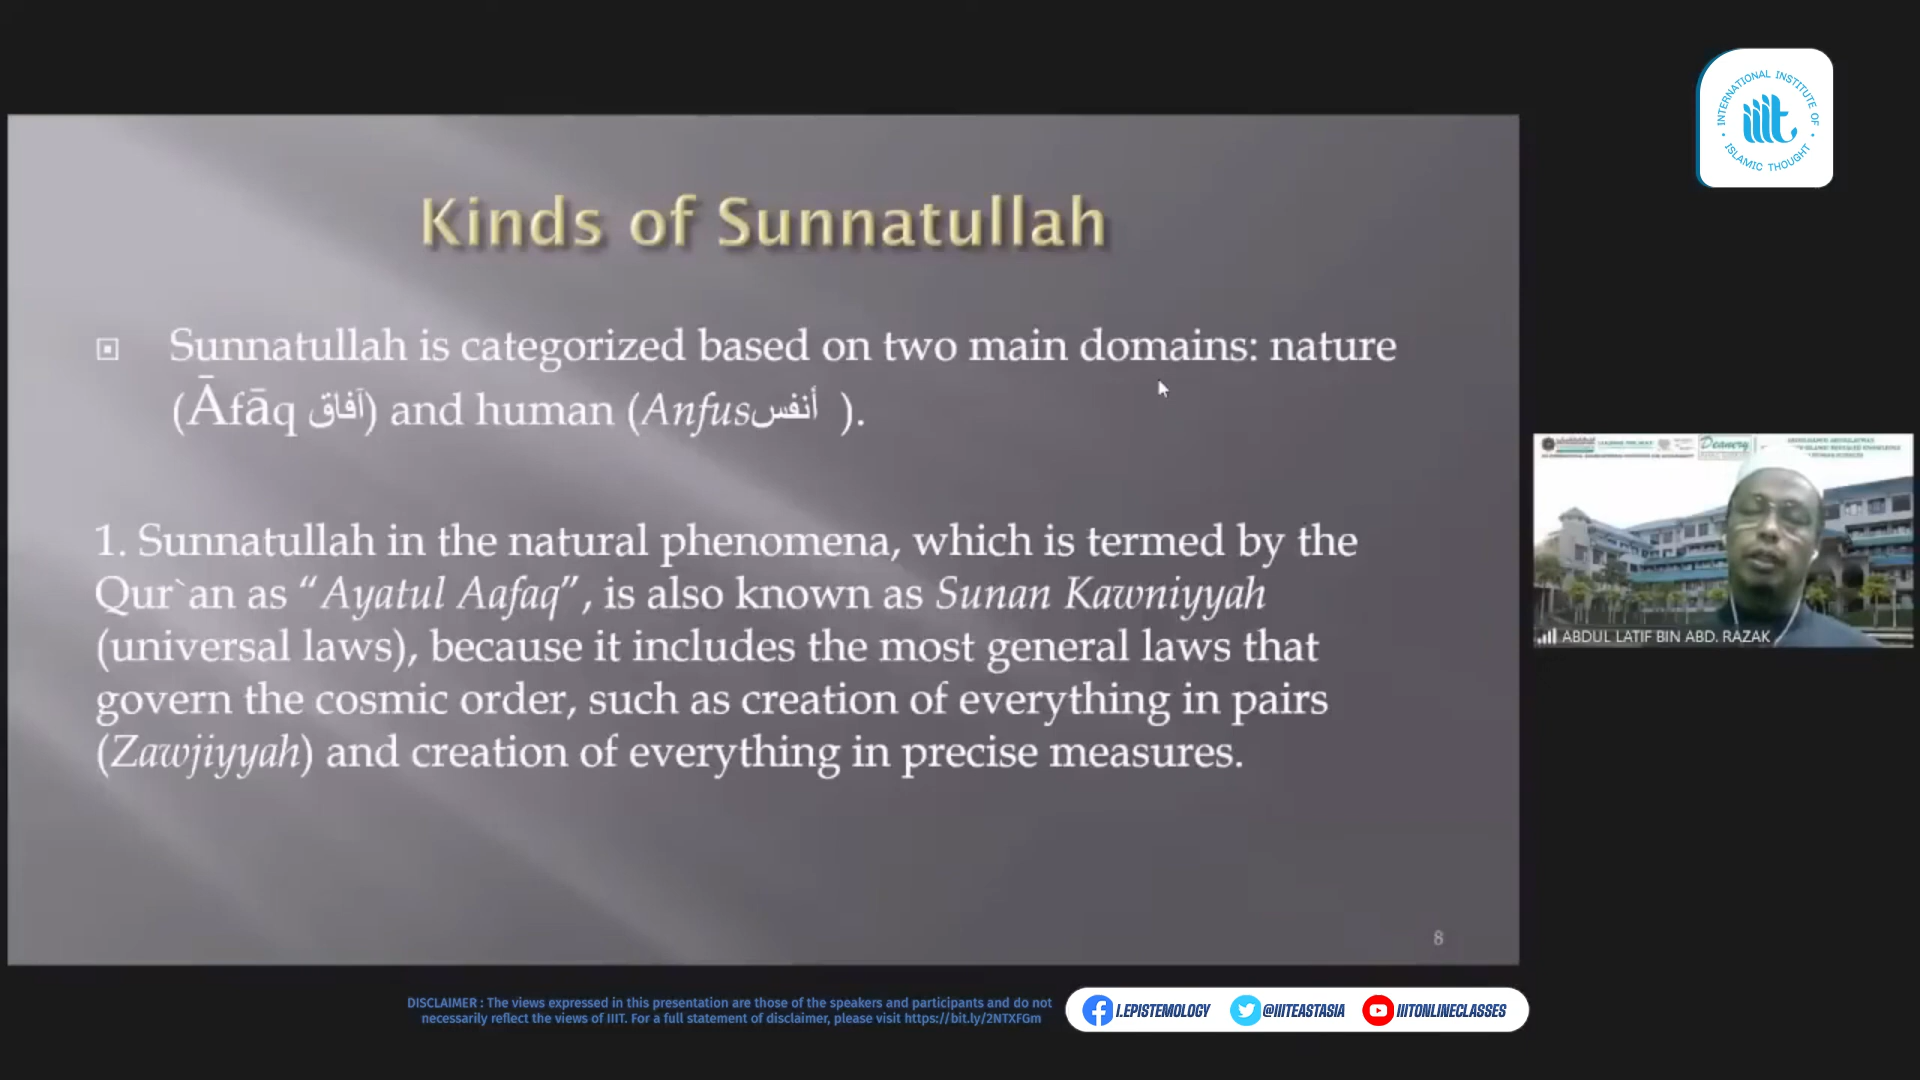 INTERNATIONAL INSTITUTE OF
ISLAMIC THOUGHT
iiit
Kinds of Sunnatullah
Sunnatullah is categorized based on two main domains: nature
(Āfāq آفاق) and human (Anfus أنفس ).
1. Sunnatullah in the natural phenomena, which is termed by the
Qur`an as “Ayatul Aafaq”, is also known as Sunan Kawniyyah
(universal laws), because it includes the most general laws that
govern the cosmic order, such as creation of everything in pairs
(Zawjiyyah) and creation of everything in precise measures.
8
Deanery
ABDUL LATIF BIN ABD. RAZAK
DISCLAIMER : The views expressed in this presentation are those of the speakers and participants and do not
necessarily reflect the views of IIIT. For a full statement of disclaimer, please visit https://bit.ly/2NTXFGm
I.EPISTEMOLOGY @IIITEASTASIA IIITONLINECLASSES